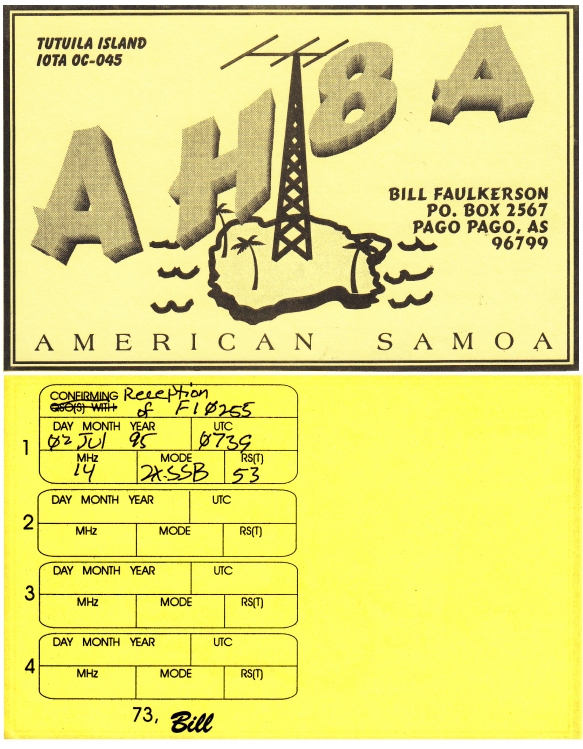 TUTUILA ISLAND
IOTA OC-045
AH8A
BILL FAULKERSON
P.O. BOX 2567
PAGO PAGO, AS
96799
AMERICAN SAMOA
CONFIRMING Reception
QSO(S) WITH of F10255
1
DAY MONTH YEAR UTC
02 JUl 95 0739
MHz MODE RS(T)
14 2X-SSB 53
2
DAY MONTH YEAR UTC
MHz MODE RS(T)
3
DAY MONTH YEAR UTC
MHz MODE RS(T)
4
DAY MONTH YEAR UTC
MHz MODE RS(T)
73, Bill